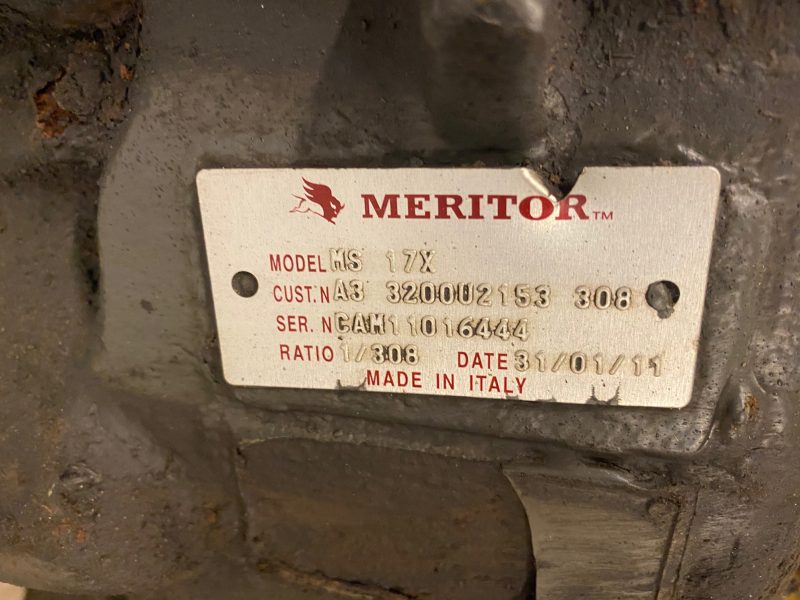 MERITOR™
MODEL MS 17X
CUST.N A3 3200U2153 308
SER. N CAM11016444
RATIO 1/308 DATE 31/01/11
MADE IN ITALY